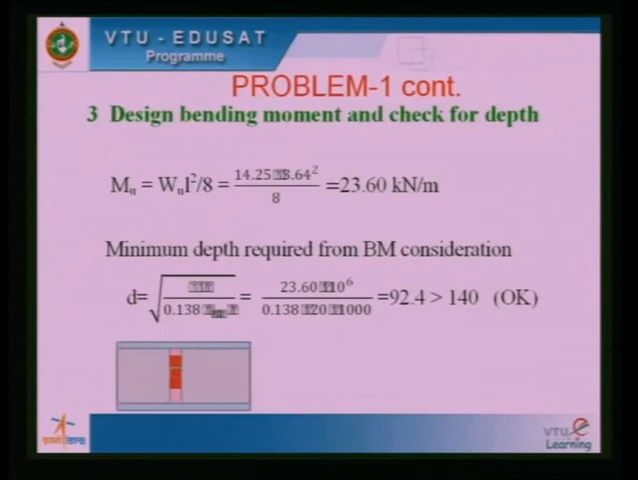 VTU - EDUSAT
Programme
PROBLEM-1 cont.
3 Design bending moment and check for depth
Mu = Wul²/8 = 14.25 3.64² / 8 =23.60 kN/m
Minimum depth required from BM consideration
d= √ / 0.138 = 23.60 10⁶ / 0.138 20 1000 =92.4 > 140 (OK)
VTU e
Learning